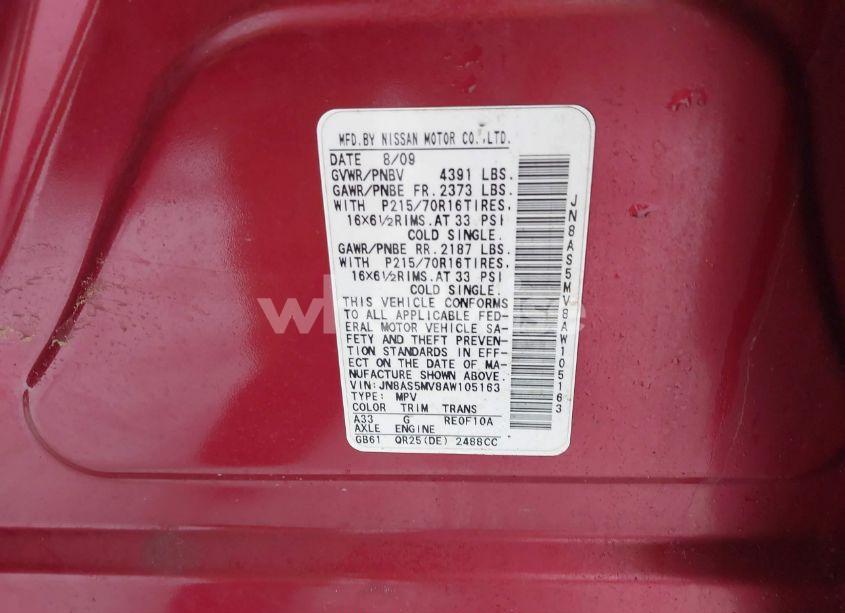 MFD.BY NISSAN MOTOR CO.,LTD.
DATE 8/09
GVWR/PNBV 4391 LBS.
GAWR/PNBE FR. 2373 LBS.
WITH P215/70R16TIRES,
16X6½RIMS.AT 33 PSI
COLD SINGLE.
GAWR/PNBE RR. 2187 LBS.
WITH P215/70R16TIRES,
16X6½RIMS.AT 33 PSI
COLD SINGLE.
THIS VEHICLE CONFORMS
TO ALL APPLICABLE FED-
ERAL MOTOR VEHICLE SA-
FETY AND THEFT PREVEN-
TION STANDARDS IN EFF-
ECT ON THE DATE OF MA-
NUFACTURE SHOWN ABOVE.
VIN: JN8AS5MV8AW105163
TYPE: MPV
COLOR TRIM TRANS
A33 G RE0F10A
AXLE ENGINE
GB61 QR25(DE) 2488CC
JN8AS5MV8AW105163